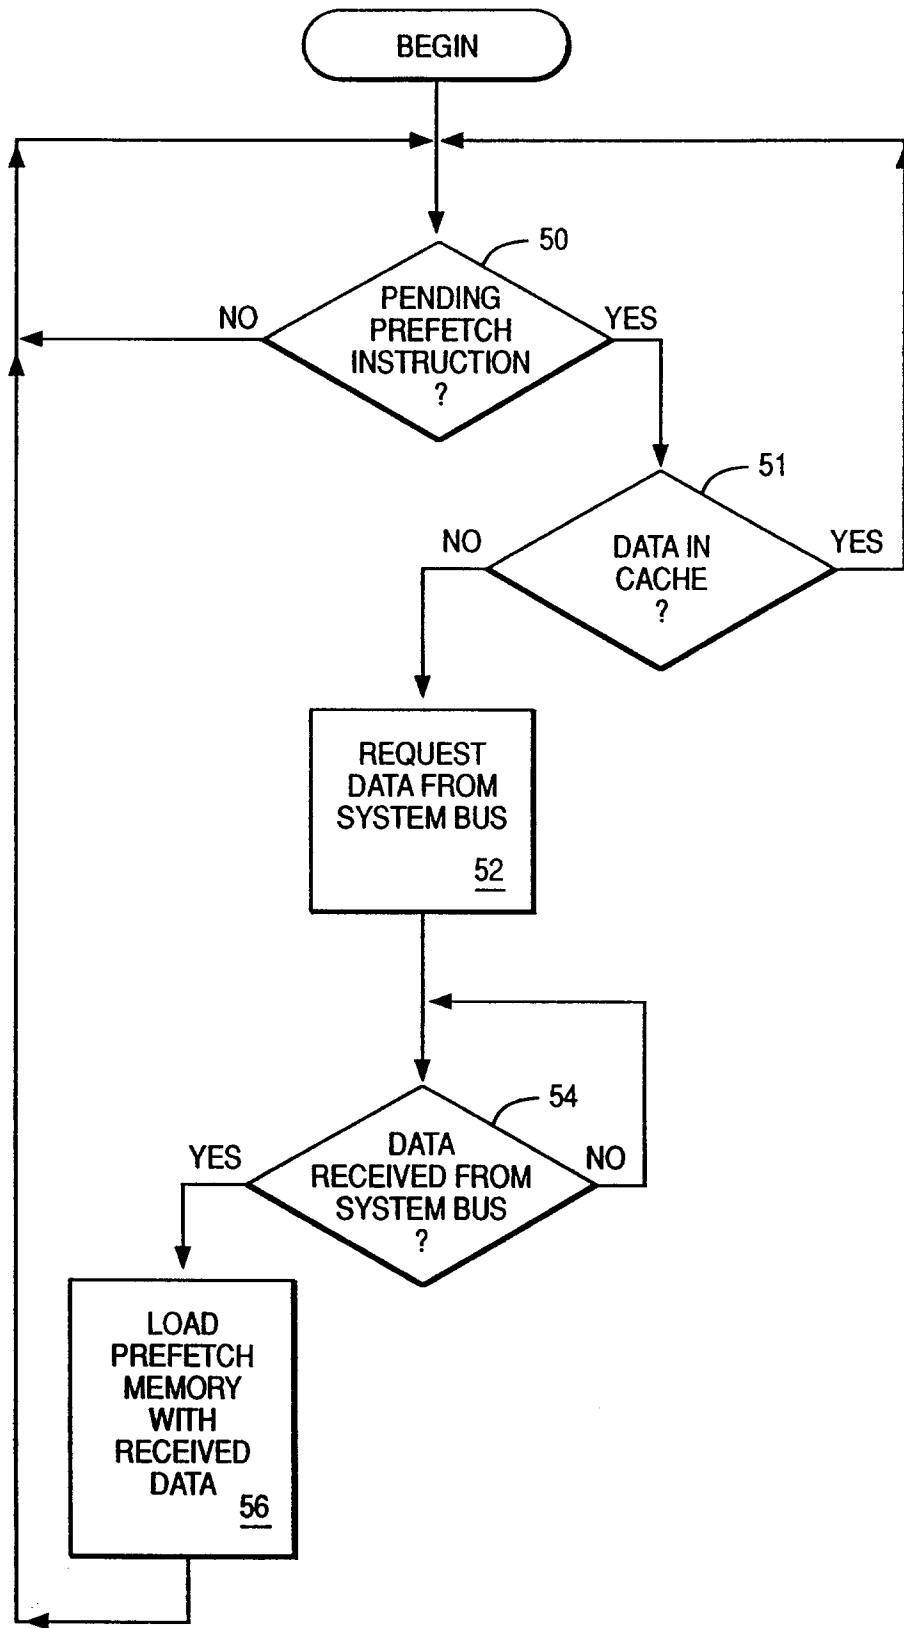 BEGIN
50
PENDING
PREFETCH
INSTRUCTION
?
NO
YES
51
DATA IN
CACHE
?
NO
YES
REQUEST
DATA FROM
SYSTEM BUS
52
54
DATA
RECEIVED FROM
SYSTEM BUS
?
YES
NO
LOAD
PREFETCH
MEMORY
WITH
RECEIVED
DATA
56